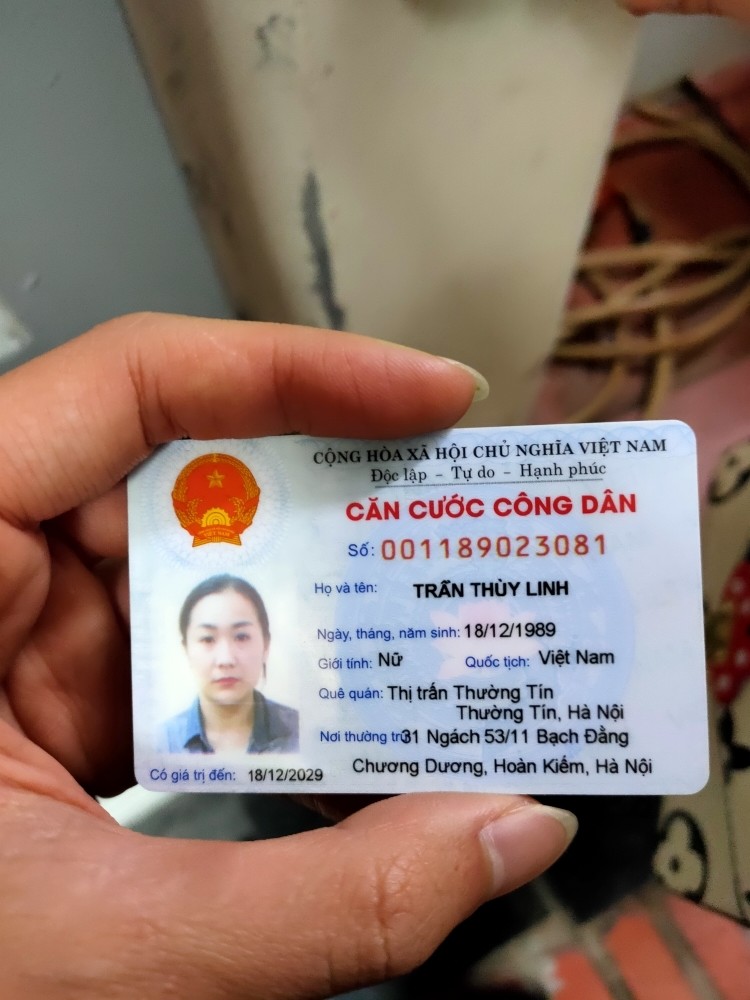 CỘNG HÒA XÃ HỘI CHỦ NGHĨA VIỆT NAM
Độc lập - Tự do - Hạnh phúc
CĂN CƯỚC CÔNG DÂN
Số: 001189023081
Họ và tên: TRẦN THÙY LINH
Ngày, tháng, năm sinh: 18/12/1989
Giới tính: Nữ Quốc tịch: Việt Nam
Quê quán: Thị trấn Thường Tín
Thường Tín, Hà Nội
Nơi thường trú 31 Ngách 53/11 Bạch Đằng
Chương Dương, Hoàn Kiếm, Hà Nội
Có giá trị đến: 18/12/2029